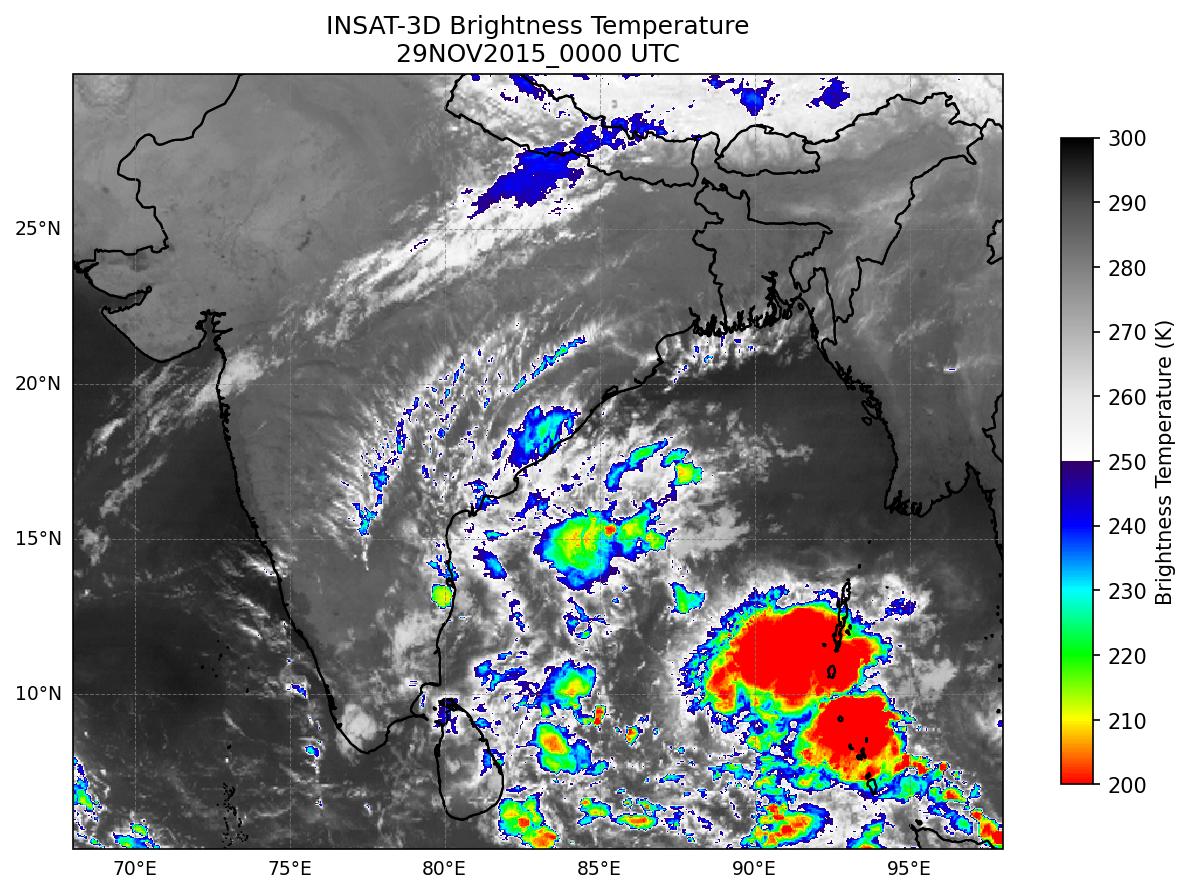 INSAT-3D Brightness Temperature
29NOV2015_0000 UTC
25°N
20°N
15°N
10°N
70°E
75°E
80°E
85°E
90°E
95°E
300
290
280
270
260
250
240
230
220
210
200
Brightness Temperature (K)